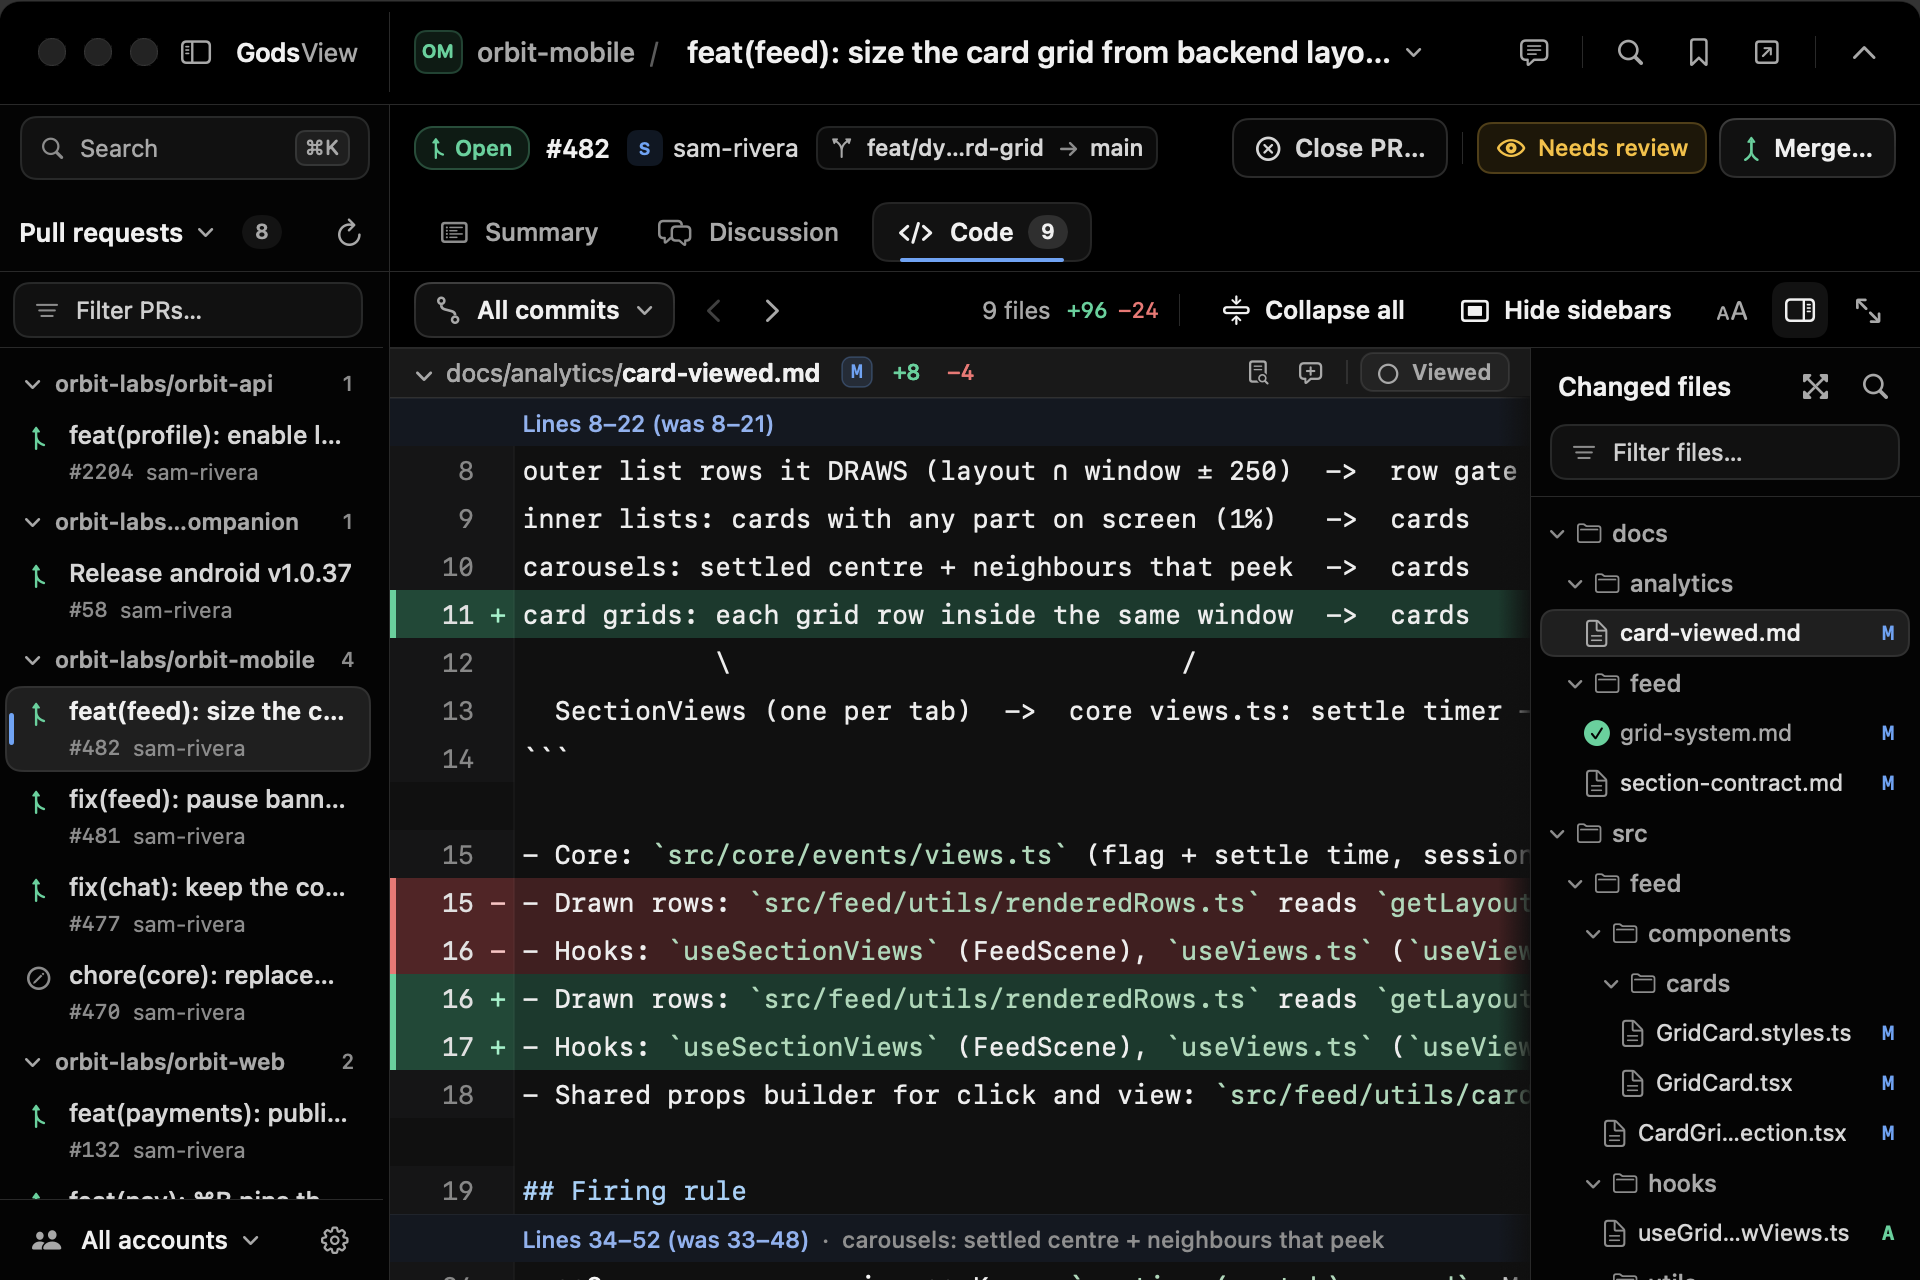 GodsView
OM orbit-mobile / feat(feed): size the card grid from backend layo...
Search ⌘K
Open #482 S sam-rivera feat/dy...rd-grid → main Close PR... Needs review Merge...
Pull requests 8
Summary Discussion </> Code 9
Filter PRs...
All commits 9 files +96 −24 Collapse all Hide sidebars AA
orbit-labs/orbit-api 1
feat(profile): enable l...
#2204 sam-rivera
orbit-labs...ompanion 1
Release android v1.0.37
#58 sam-rivera
orbit-labs/orbit-mobile 4
feat(feed): size the c...
#482 sam-rivera
fix(feed): pause bann...
#481 sam-rivera
fix(chat): keep the co...
#477 sam-rivera
chore(core): replace...
#470 sam-rivera
orbit-labs/orbit-web 2
feat(payments): publi...
#132 sam-rivera
feat(pay): ⌘B pins th
All accounts
docs/analytics/card-viewed.md M +8 −4 Viewed
Lines 8–22 (was 8–21)
8 outer list rows it DRAWS (layout ∩ window ± 250) -> row gate
9 inner lists: cards with any part on screen (1%) -> cards
10 carousels: settled centre + neighbours that peek -> cards
11 + card grids: each grid row inside the same window -> cards
12 \ /
13 SectionViews (one per tab) -> core views.ts: settle timer -
14 ```
15 - Core: `src/core/events/views.ts` (flag + settle time, session
15 - - Drawn rows: `src/feed/utils/renderedRows.ts` reads `getLayout
16 - - Hooks: `useSectionViews` (FeedScene), `useViews.ts` (`useView
16 + - Drawn rows: `src/feed/utils/renderedRows.ts` reads `getLayout
17 + - Hooks: `useSectionViews` (FeedScene), `useViews.ts` (`useView
18 - Shared props builder for click and view: `src/feed/utils/card
19 ## Firing rule
Lines 34–52 (was 33–48) · carousels: settled centre + neighbours that peek
Changed files
Filter files...
docs
analytics
card-viewed.md M
feed
grid-system.md M
section-contract.md M
src
feed
components
cards
GridCard.styles.ts M
GridCard.tsx M
CardGri...ection.tsx M
hooks
useGrid...wViews.ts A
utils